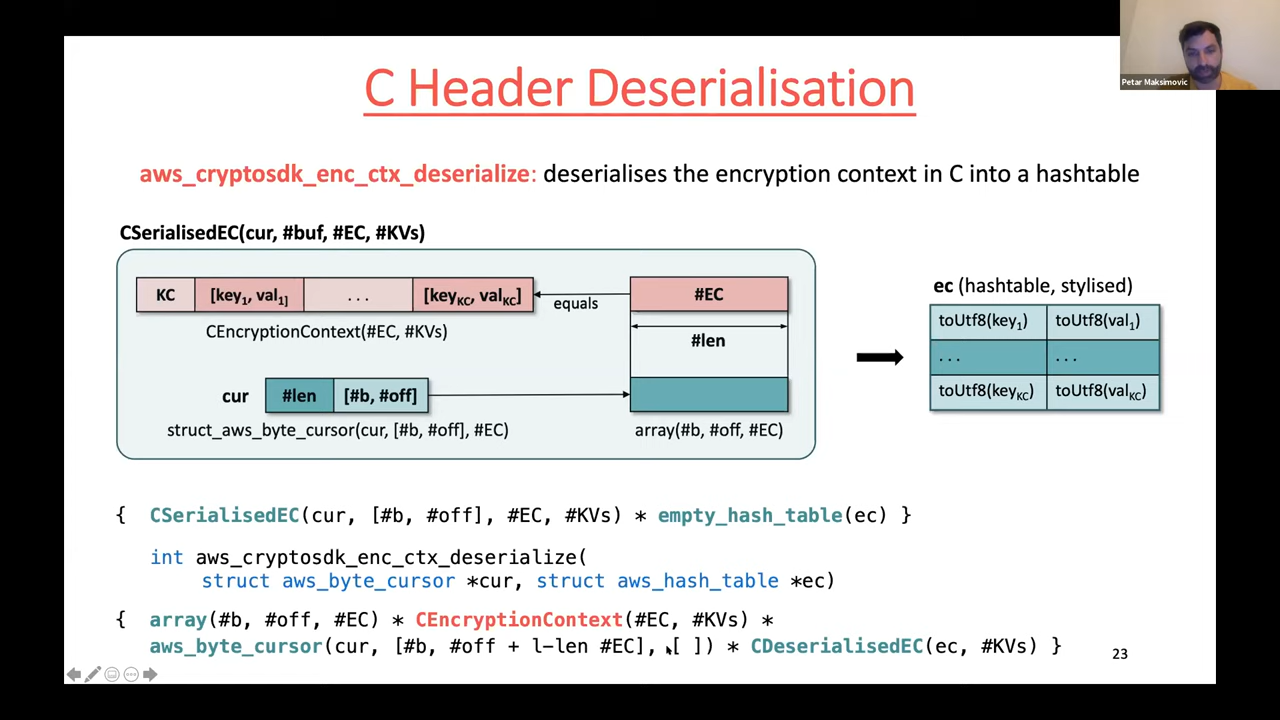 Petar Maksimovic
C Header Deserialisation
aws_cryptosdk_enc_ctx_deserialize: deserialises the encryption context in C into a hashtable
CSerialisedEC(cur, #buf, #EC, #KVs)
KC [key1, val1] . . . [keyKC, valKC]
equals
#EC
CEncryptionContext(#EC, #KVs)
#len
cur #len [#b, #off]
struct_aws_byte_cursor(cur, [#b, #off], #EC)
array(#b, #off, #EC)
ec (hashtable, stylised)
toUtf8(key1) toUtf8(val1)
. . . . . .
toUtf8(keyKC) toUtf8(valKC)
{ CSerialisedEC(cur, [#b, #off], #EC, #KVs) * empty_hash_table(ec) }
int aws_cryptosdk_enc_ctx_deserialize(
struct aws_byte_cursor *cur, struct aws_hash_table *ec)
{ array(#b, #off, #EC) * CEncryptionContext(#EC, #KVs) *
aws_byte_cursor(cur, [#b, #off + l-len #EC], [ ]) * CDeserialisedEC(ec, #KVs) }
23